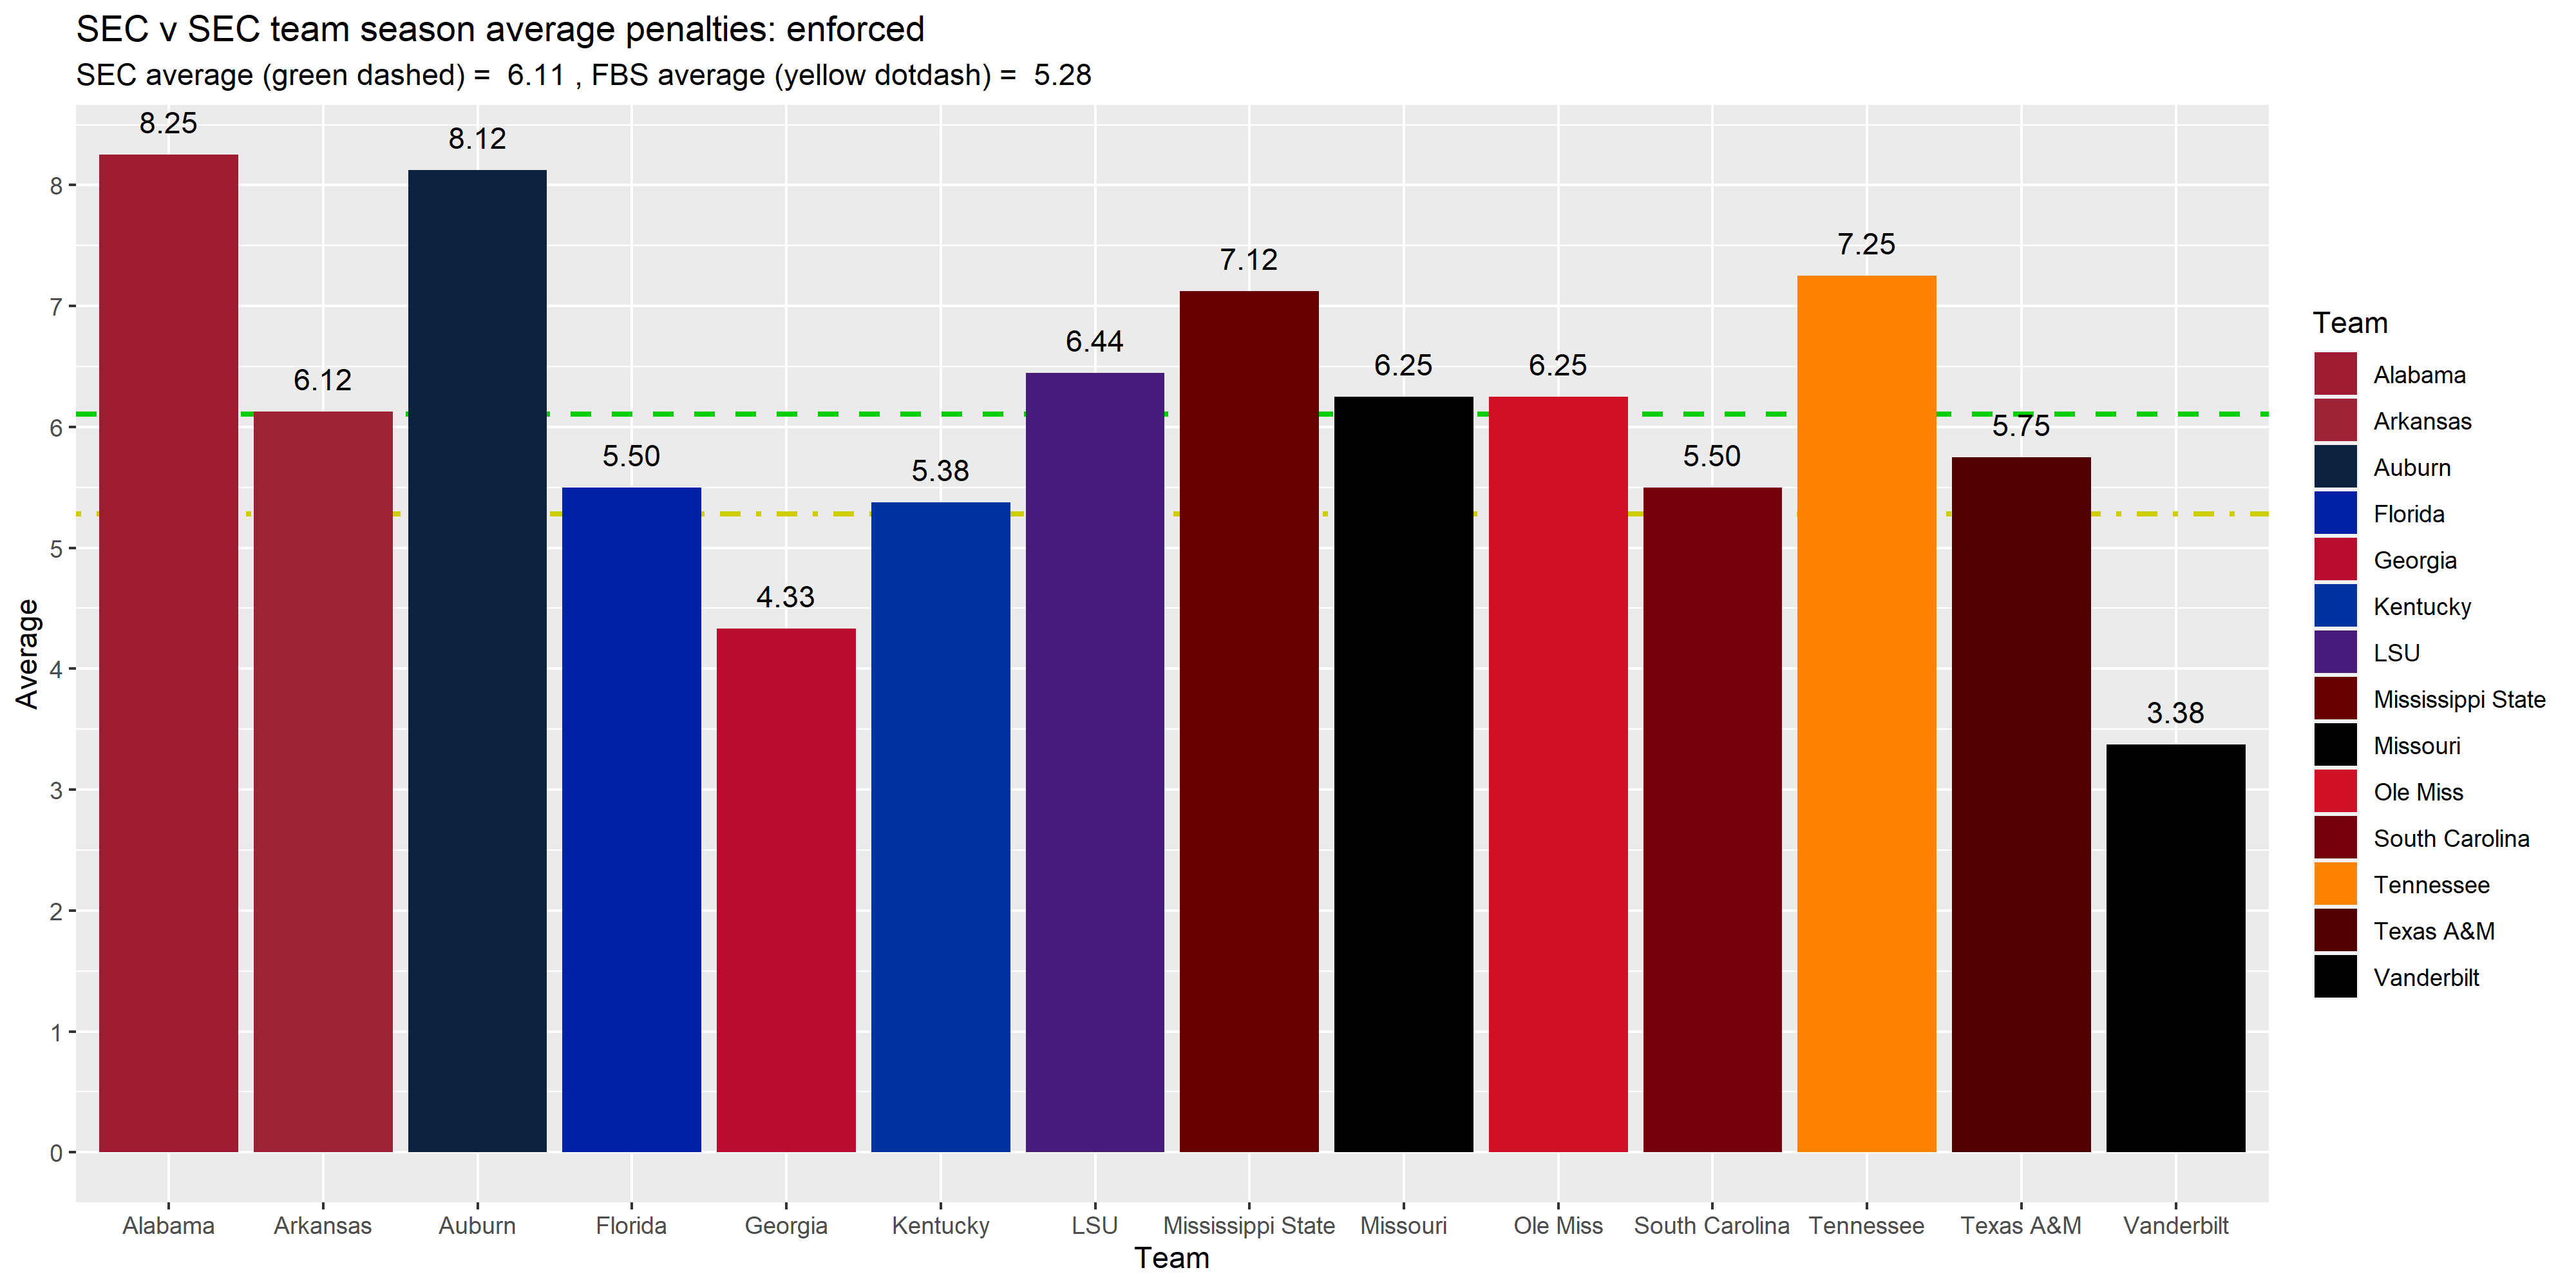 SEC v SEC team season average penalties: enforced
SEC average (green dashed) =  6.11 , FBS average (yellow dotdash) =  5.28
8.25
6.12
8.12
5.50
4.33
5.38
6.44
7.12
6.25
6.25
5.50
7.25
5.75
3.38
Average
8
7
6
5
4
3
2
1
0
Alabama
Arkansas
Auburn
Florida
Georgia
Kentucky
LSU
Mississippi State
Missouri
Ole Miss
South Carolina
Tennessee
Texas A&M
Vanderbilt
Team
Team
Alabama
Arkansas
Auburn
Florida
Georgia
Kentucky
LSU
Mississippi State
Missouri
Ole Miss
South Carolina
Tennessee
Texas A&M
Vanderbilt